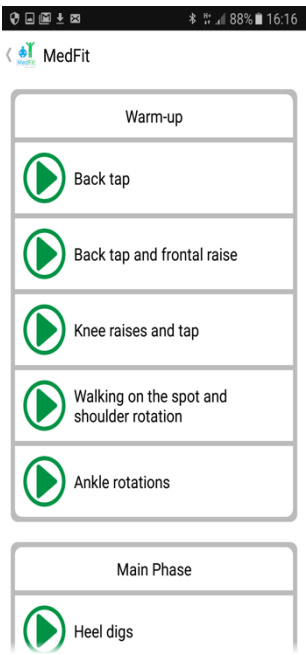 88% 16:16
MedFit
MedFit
Warm-up
Back tap
Back tap and frontal raise
Knee raises and tap
Walking on the spot and
shoulder rotation
Ankle rotations
Main Phase
Heel digs